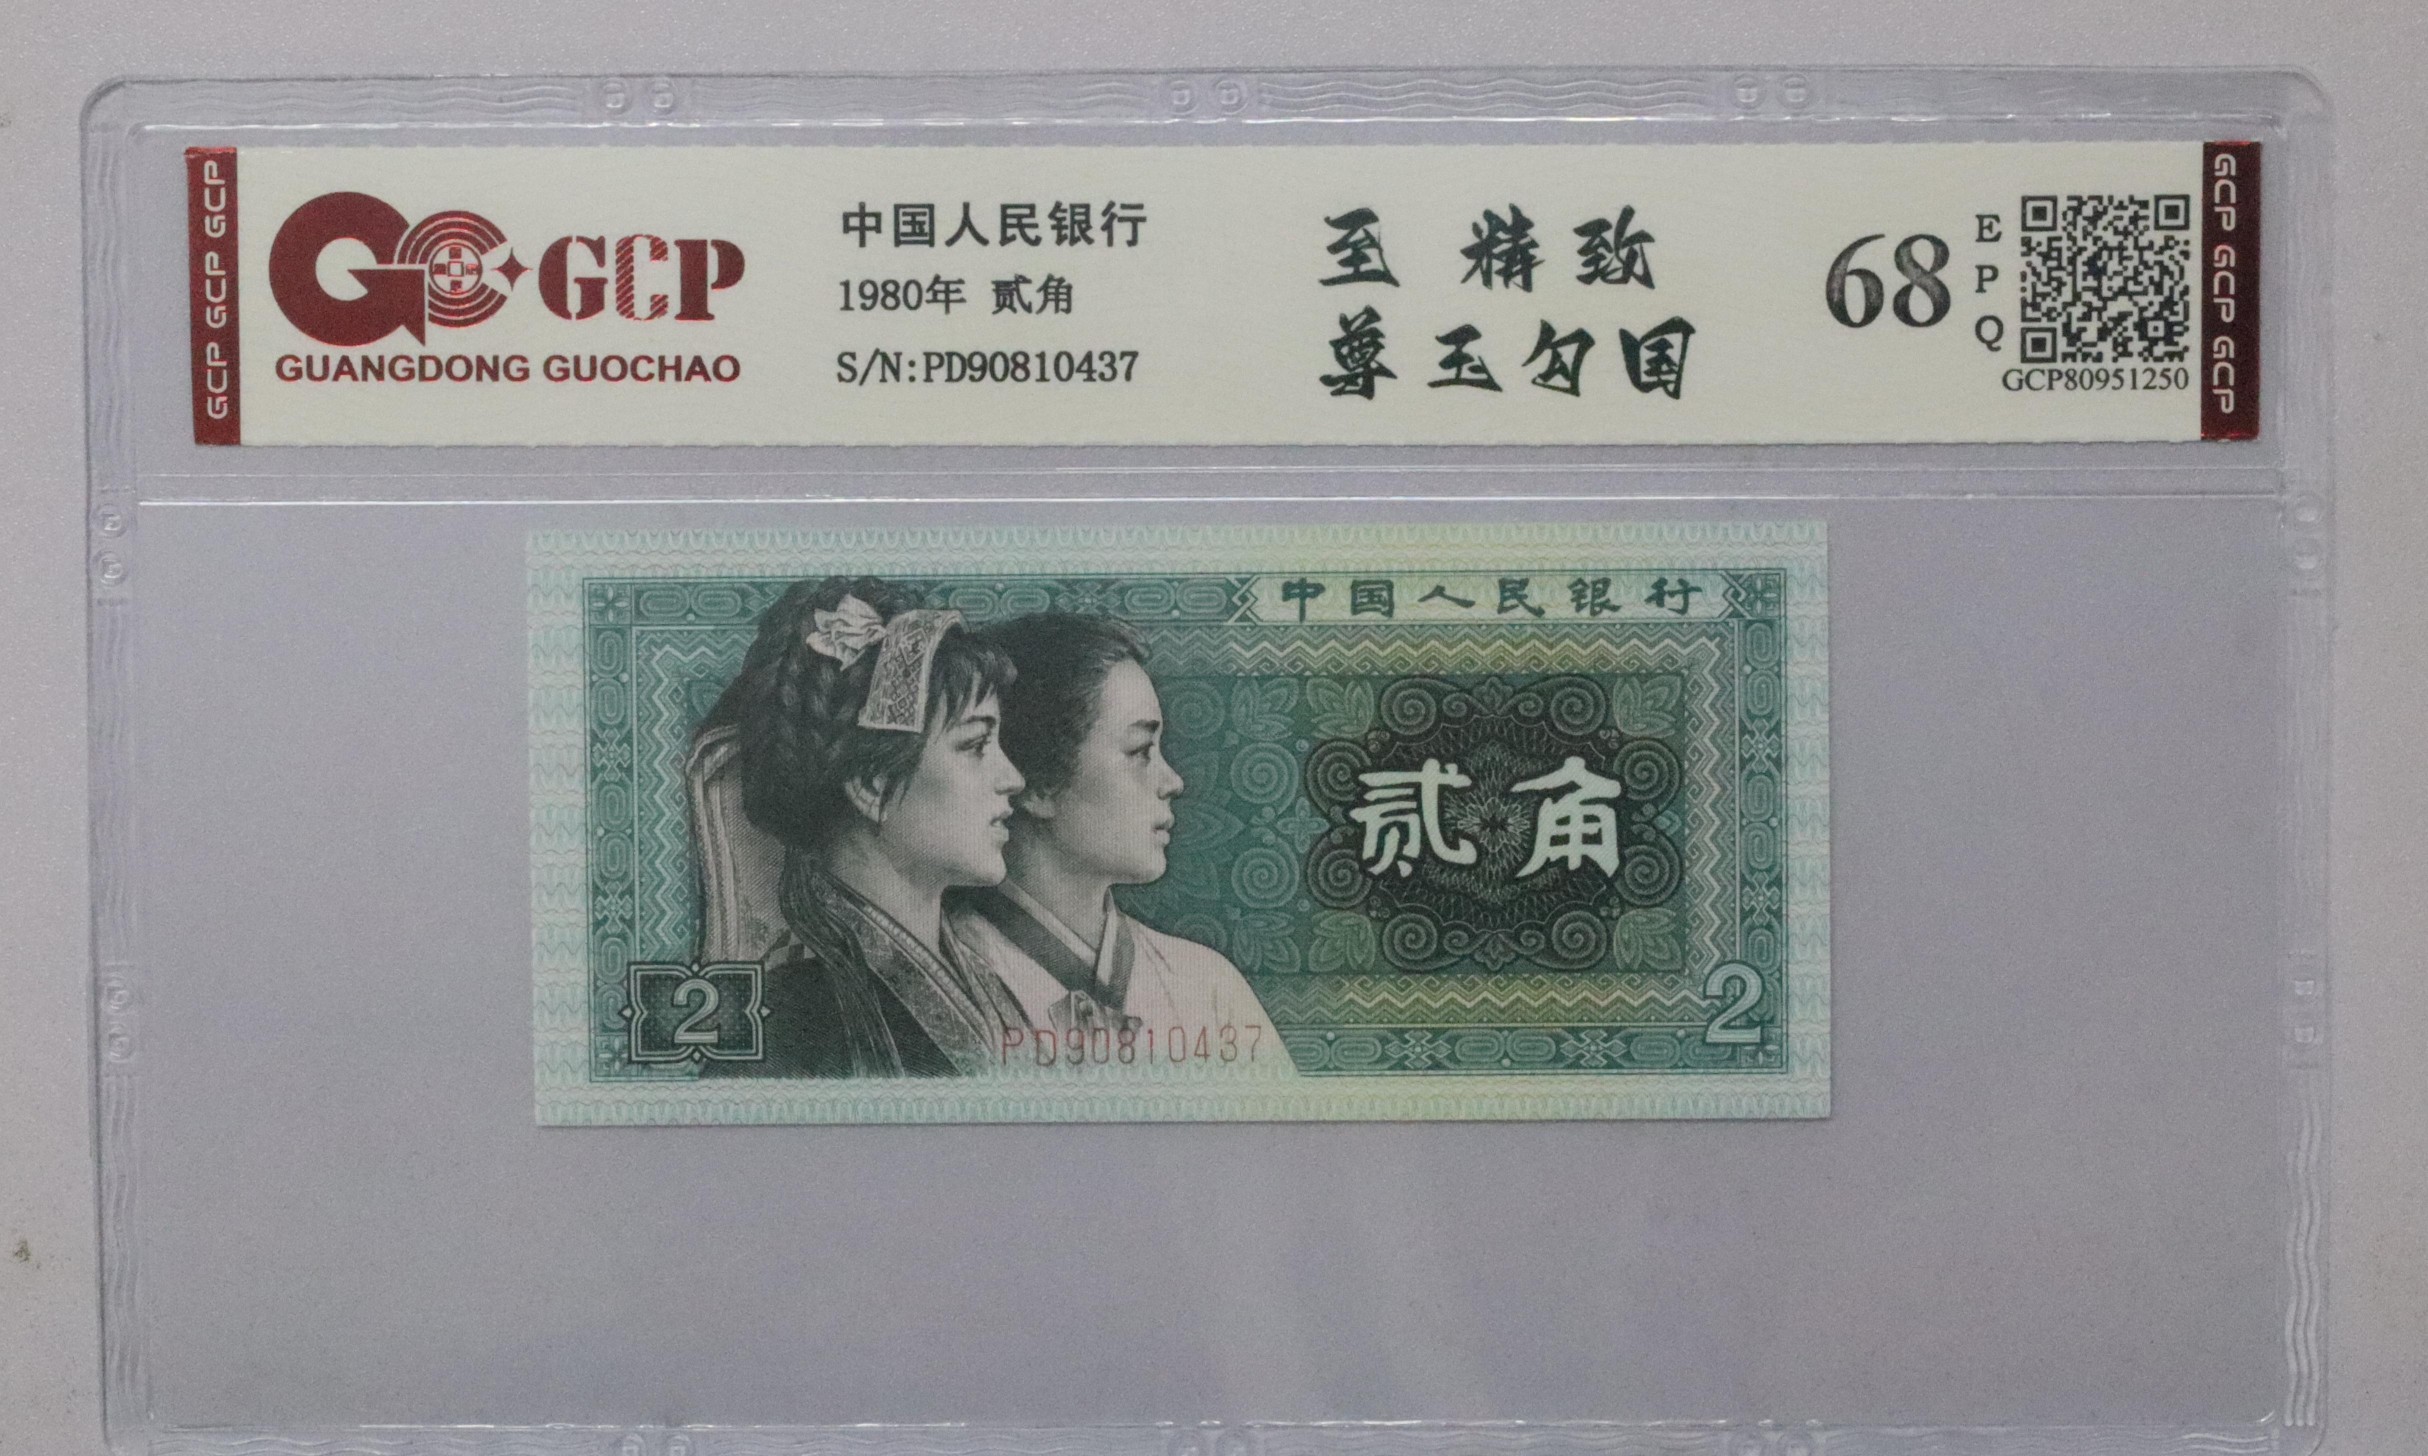 GCP GCP GCP
GCP
GUANGDONG GUOCHAO
中国人民银行
1980年 贰角
S/N:PD90810437
至 精致
尊 玉勾国
68
EPQ
GCP80951250
GCP GCP GCP
中国人民银行
贰角
2
2
PD90810437